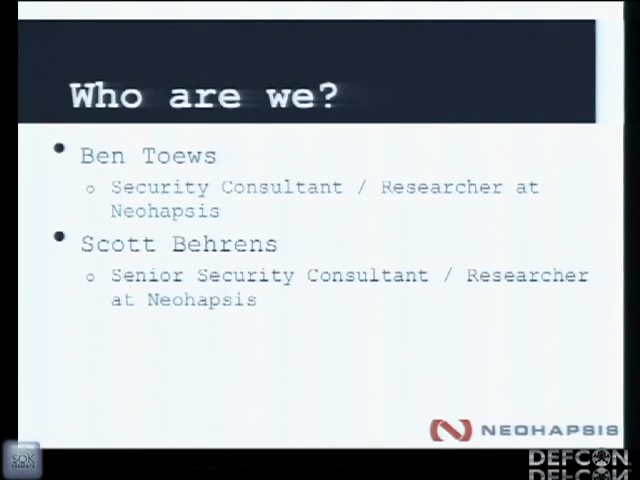 Who are we?
• Ben Toews
o Security Consultant / Researcher at
Neohapsis
• Scott Behrens
o Senior Security Consultant / Researcher
at Neohapsis
NEOHAPSIS
SOK
DEFCON